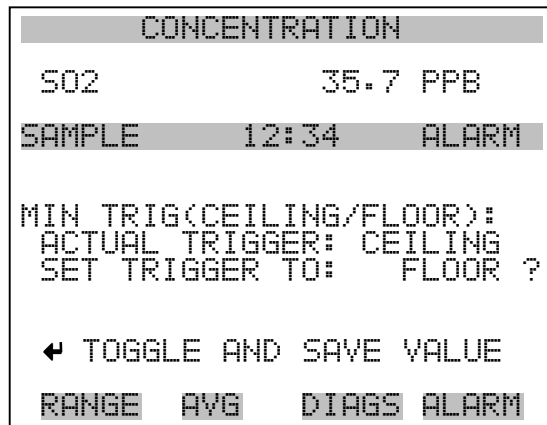 CONCENTRATION
SO2 35.7 PPB
SAMPLE 12:34 ALARM
MIN TRIG(CEILING/FLOOR):
ACTUAL TRIGGER: CEILING
SET TRIGGER TO: FLOOR ?
↵ TOGGLE AND SAVE VALUE
RANGE AVG DIAGS ALARM